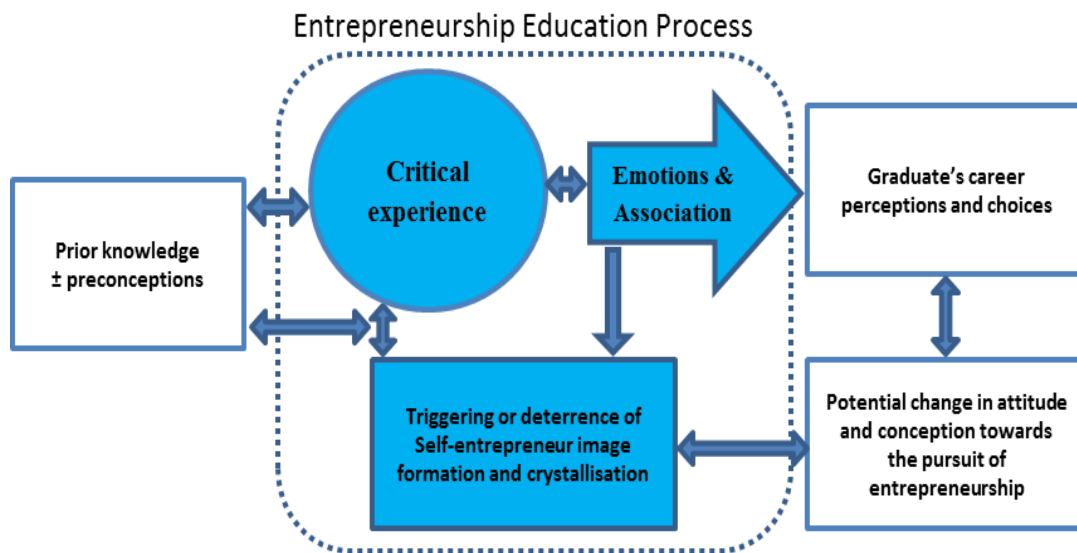 Entrepreneurship Education Process
Prior knowledge
± preconceptions
Critical
experience
Emotions &
Association
Graduate’s career
perceptions and choices
Triggering or deterrence of
Self-entrepreneur image
formation and crystallisation
Potential change in attitude
and conception towards
the pursuit of
entrepreneurship